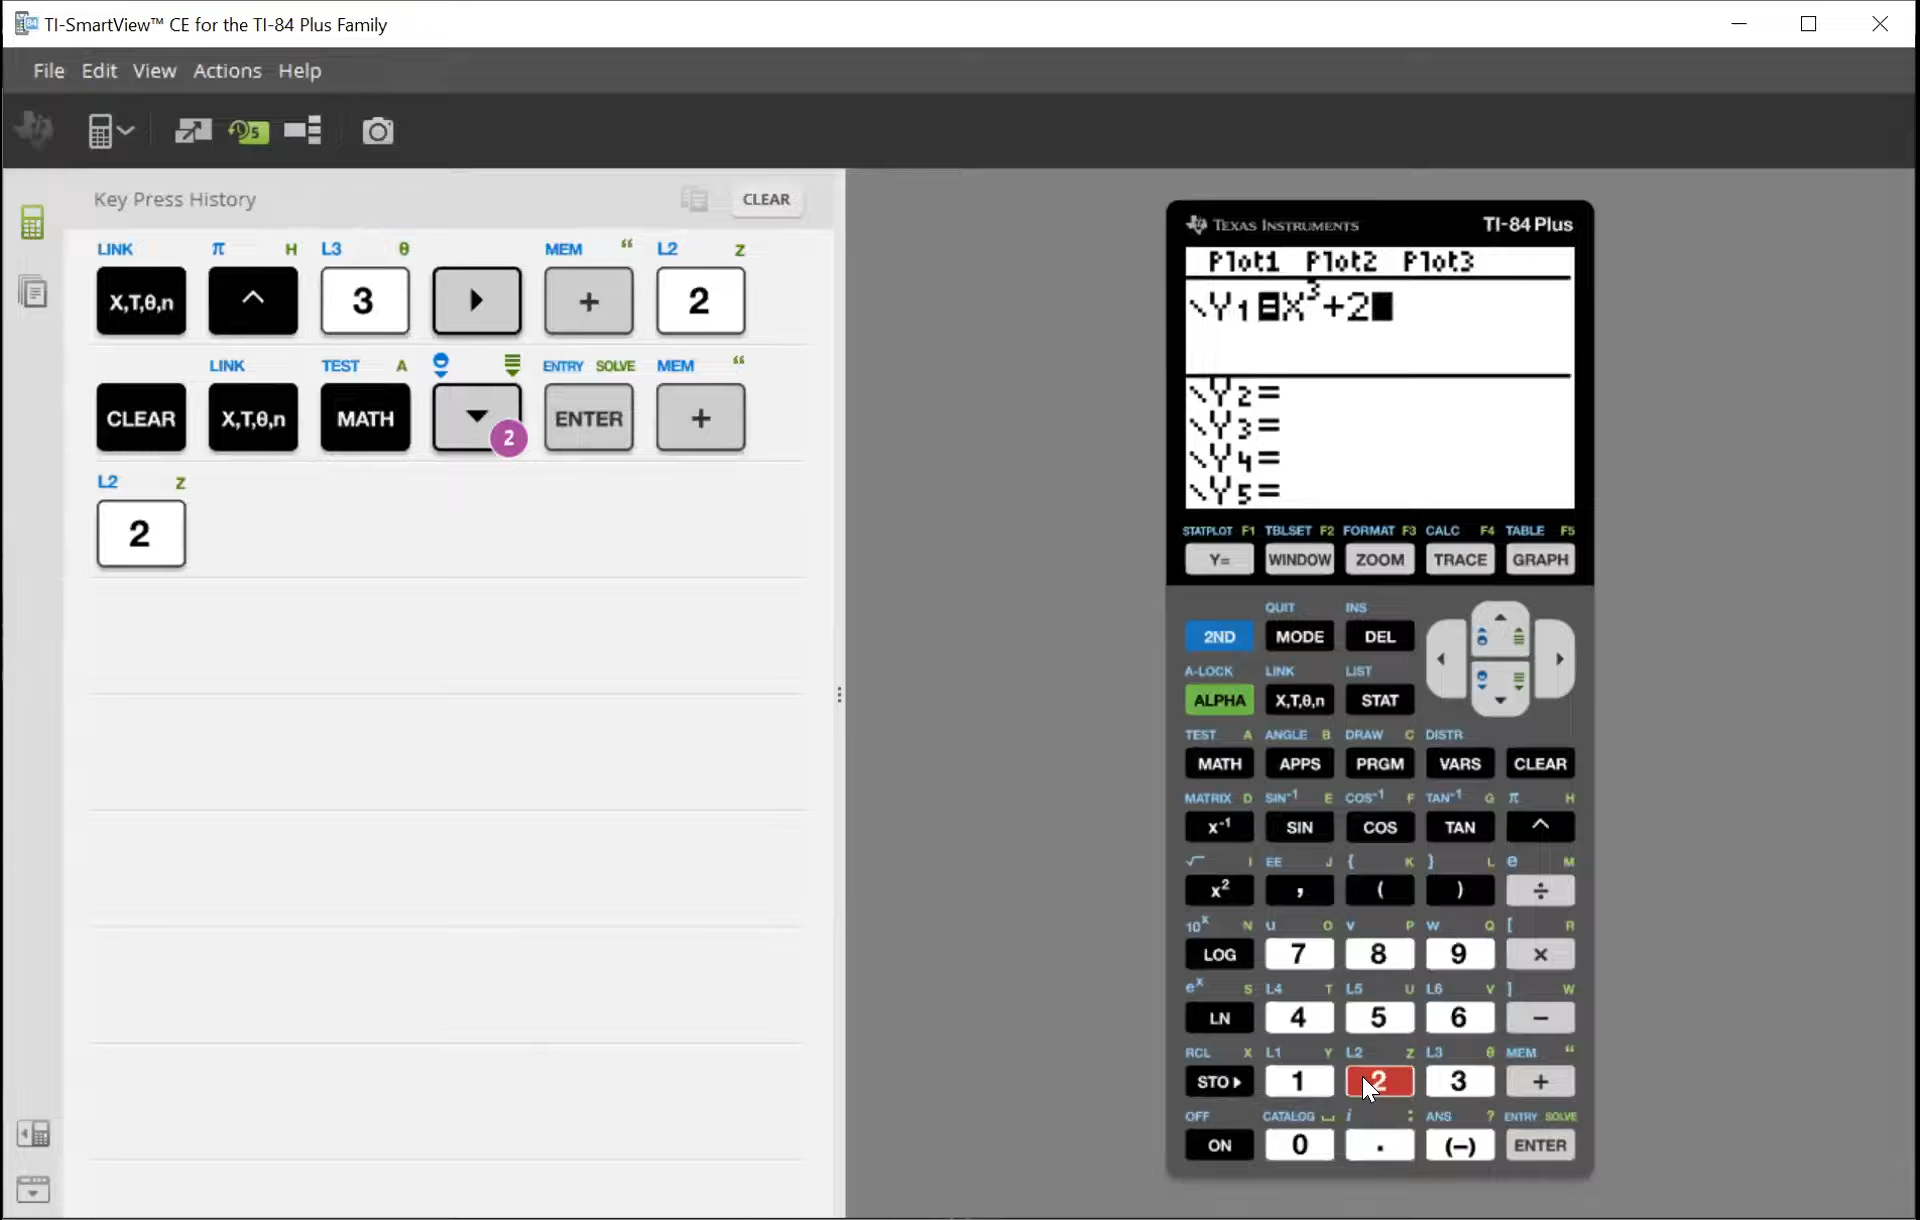 TI-SmartView™ CE for the TI-84 Plus Family
File Edit View Actions Help
5
Key Press History
CLEAR
LINK π H L3 θ MEM “ L2 Z
X,T,θ,n ^ 3 + 2
LINK TEST A ENTRY SOLVE MEM “
CLEAR X,T,θ,n MATH 2 ENTER +
L2 Z
2
TEXAS INSTRUMENTS TI-84 Plus
Plot1 Plot2 Plot3
\Y1=X³+2
\Y2=
\Y3=
\Y4=
\Y5=
STATPLOT F1 TBLSET F2 FORMAT F3 CALC F4 TABLE F5
Y= WINDOW ZOOM TRACE GRAPH
QUIT INS
2ND MODE DEL
A-LOCK LINK LIST
ALPHA X,T,θ,n STAT
TEST A ANGLE B DRAW C DISTR
MATH APPS PRGM VARS CLEAR
MATRIX D SIN⁻¹ E COS⁻¹ F TAN⁻¹ G π H
x⁻¹ SIN COS TAN ^
√ I EE J { K } L e M
x² , ( ) ÷
10ˣ N u O v P w Q [ R
LOG 7 8 9 ×
eˣ S L4 T L5 U L6 V ] W
LN 4 5 6 −
RCL X L1 Y L2 Z L3 θ MEM “
STO▸ 1 2 3 +
OFF CATALOG ⎵ i : ANS ? ENTRY SOLVE
ON 0 . (−) ENTER